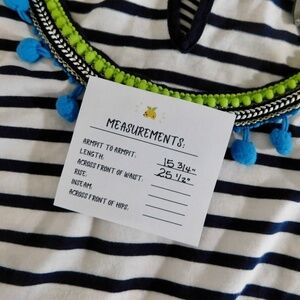 MEASUREMENTS:
ARMPIT TO ARMPIT: 15 3/4"
LENGTH: 25 1/2"
ACROSS FRONT OF WAIST:
RISE:
INSEAM:
ACROSS FRONT OF HIPS: